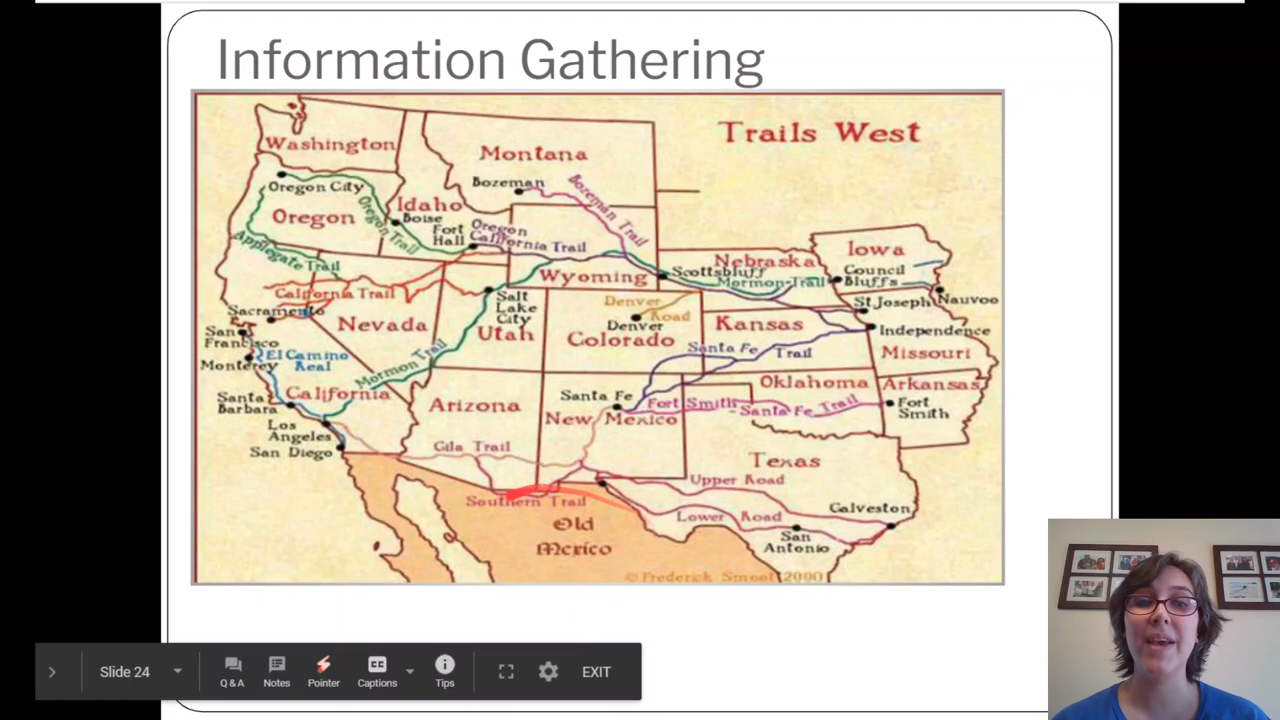 Information Gathering
Trails West
Washington
Montana
Bozeman
Bozeman Trail
Oregon City
Oregon
Oregon Trail
Idaho
Boise
Fort
Hall
Oregon
California Trail
Applegate Trail
Wyoming
Nebraska
Scottsbluff
Mormon Trail
Iowa
Council
Bluffs
Nauvoo
St.Joseph
California Trail
Sacramento
San
Francisco
Monterey
El Camino
Real
Nevada
Salt
Lake
City
Utah
Denver
Road
Denver
Colorado
Kansas
Independence
Missouri
Santa Fe Trail
Mormon Trail
California
Santa
Barbara
Los
Angeles
San Diego
Arizona
Santa Fe
New Mexico
Fort Smith
Santa Fe Trail
Oklahoma
Arkansas
Fort
Smith
Gila Trail
Texas
Upper Road
Southern Trail
Lower Road
Galveston
San
Antonio
Old
Mexico
© Frederick Smoot 2000
Slide 24
Q & A
Notes
Pointer
CC
Captions
Tips
EXIT